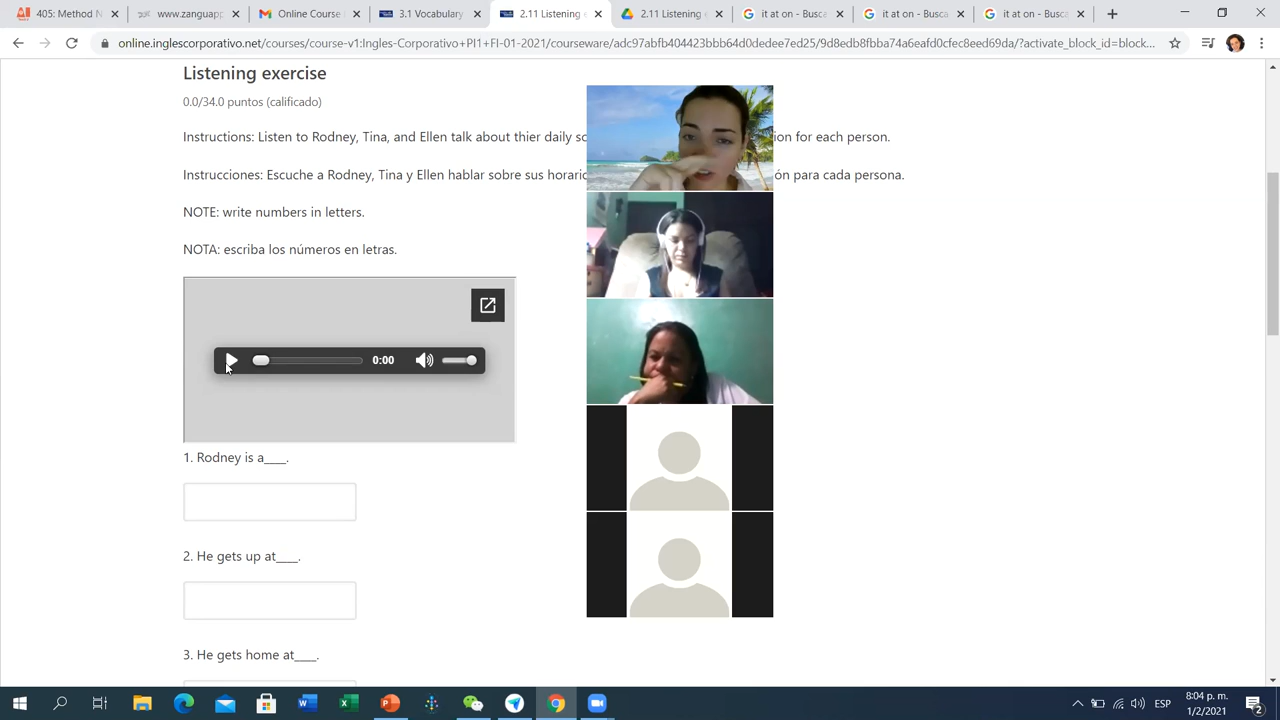 405: Method N
www.zanguapp.
Online Course
3.1 Vocabulary
2.11 Listening
2.11 Listening
it at on - Busca
it at on - Busca
it at on - Busca
online.inglescorporativo.net/courses/course-v1:Ingles-Corporativo+PI1+FI-01-2021/courseware/adc97abfb404423bbb64d0dedee7ed25/9d8edb8fbba74a6eafd0cfec8eed69da/?activate_block_id=block...
Listening exercise
0.0/34.0 puntos (calificado)
Instructions: Listen to Rodney, Tina, and Ellen talk about thier daily sc ion for each person.
Instrucciones: Escuche a Rodney, Tina y Ellen hablar sobre sus horario ón para cada persona.
NOTE: write numbers in letters.
NOTA: escriba los números en letras.
0:00
1. Rodney is a____.
2. He gets up at____.
3. He gets home at____.
ESP
8:04 p. m.
1/2/2021
2